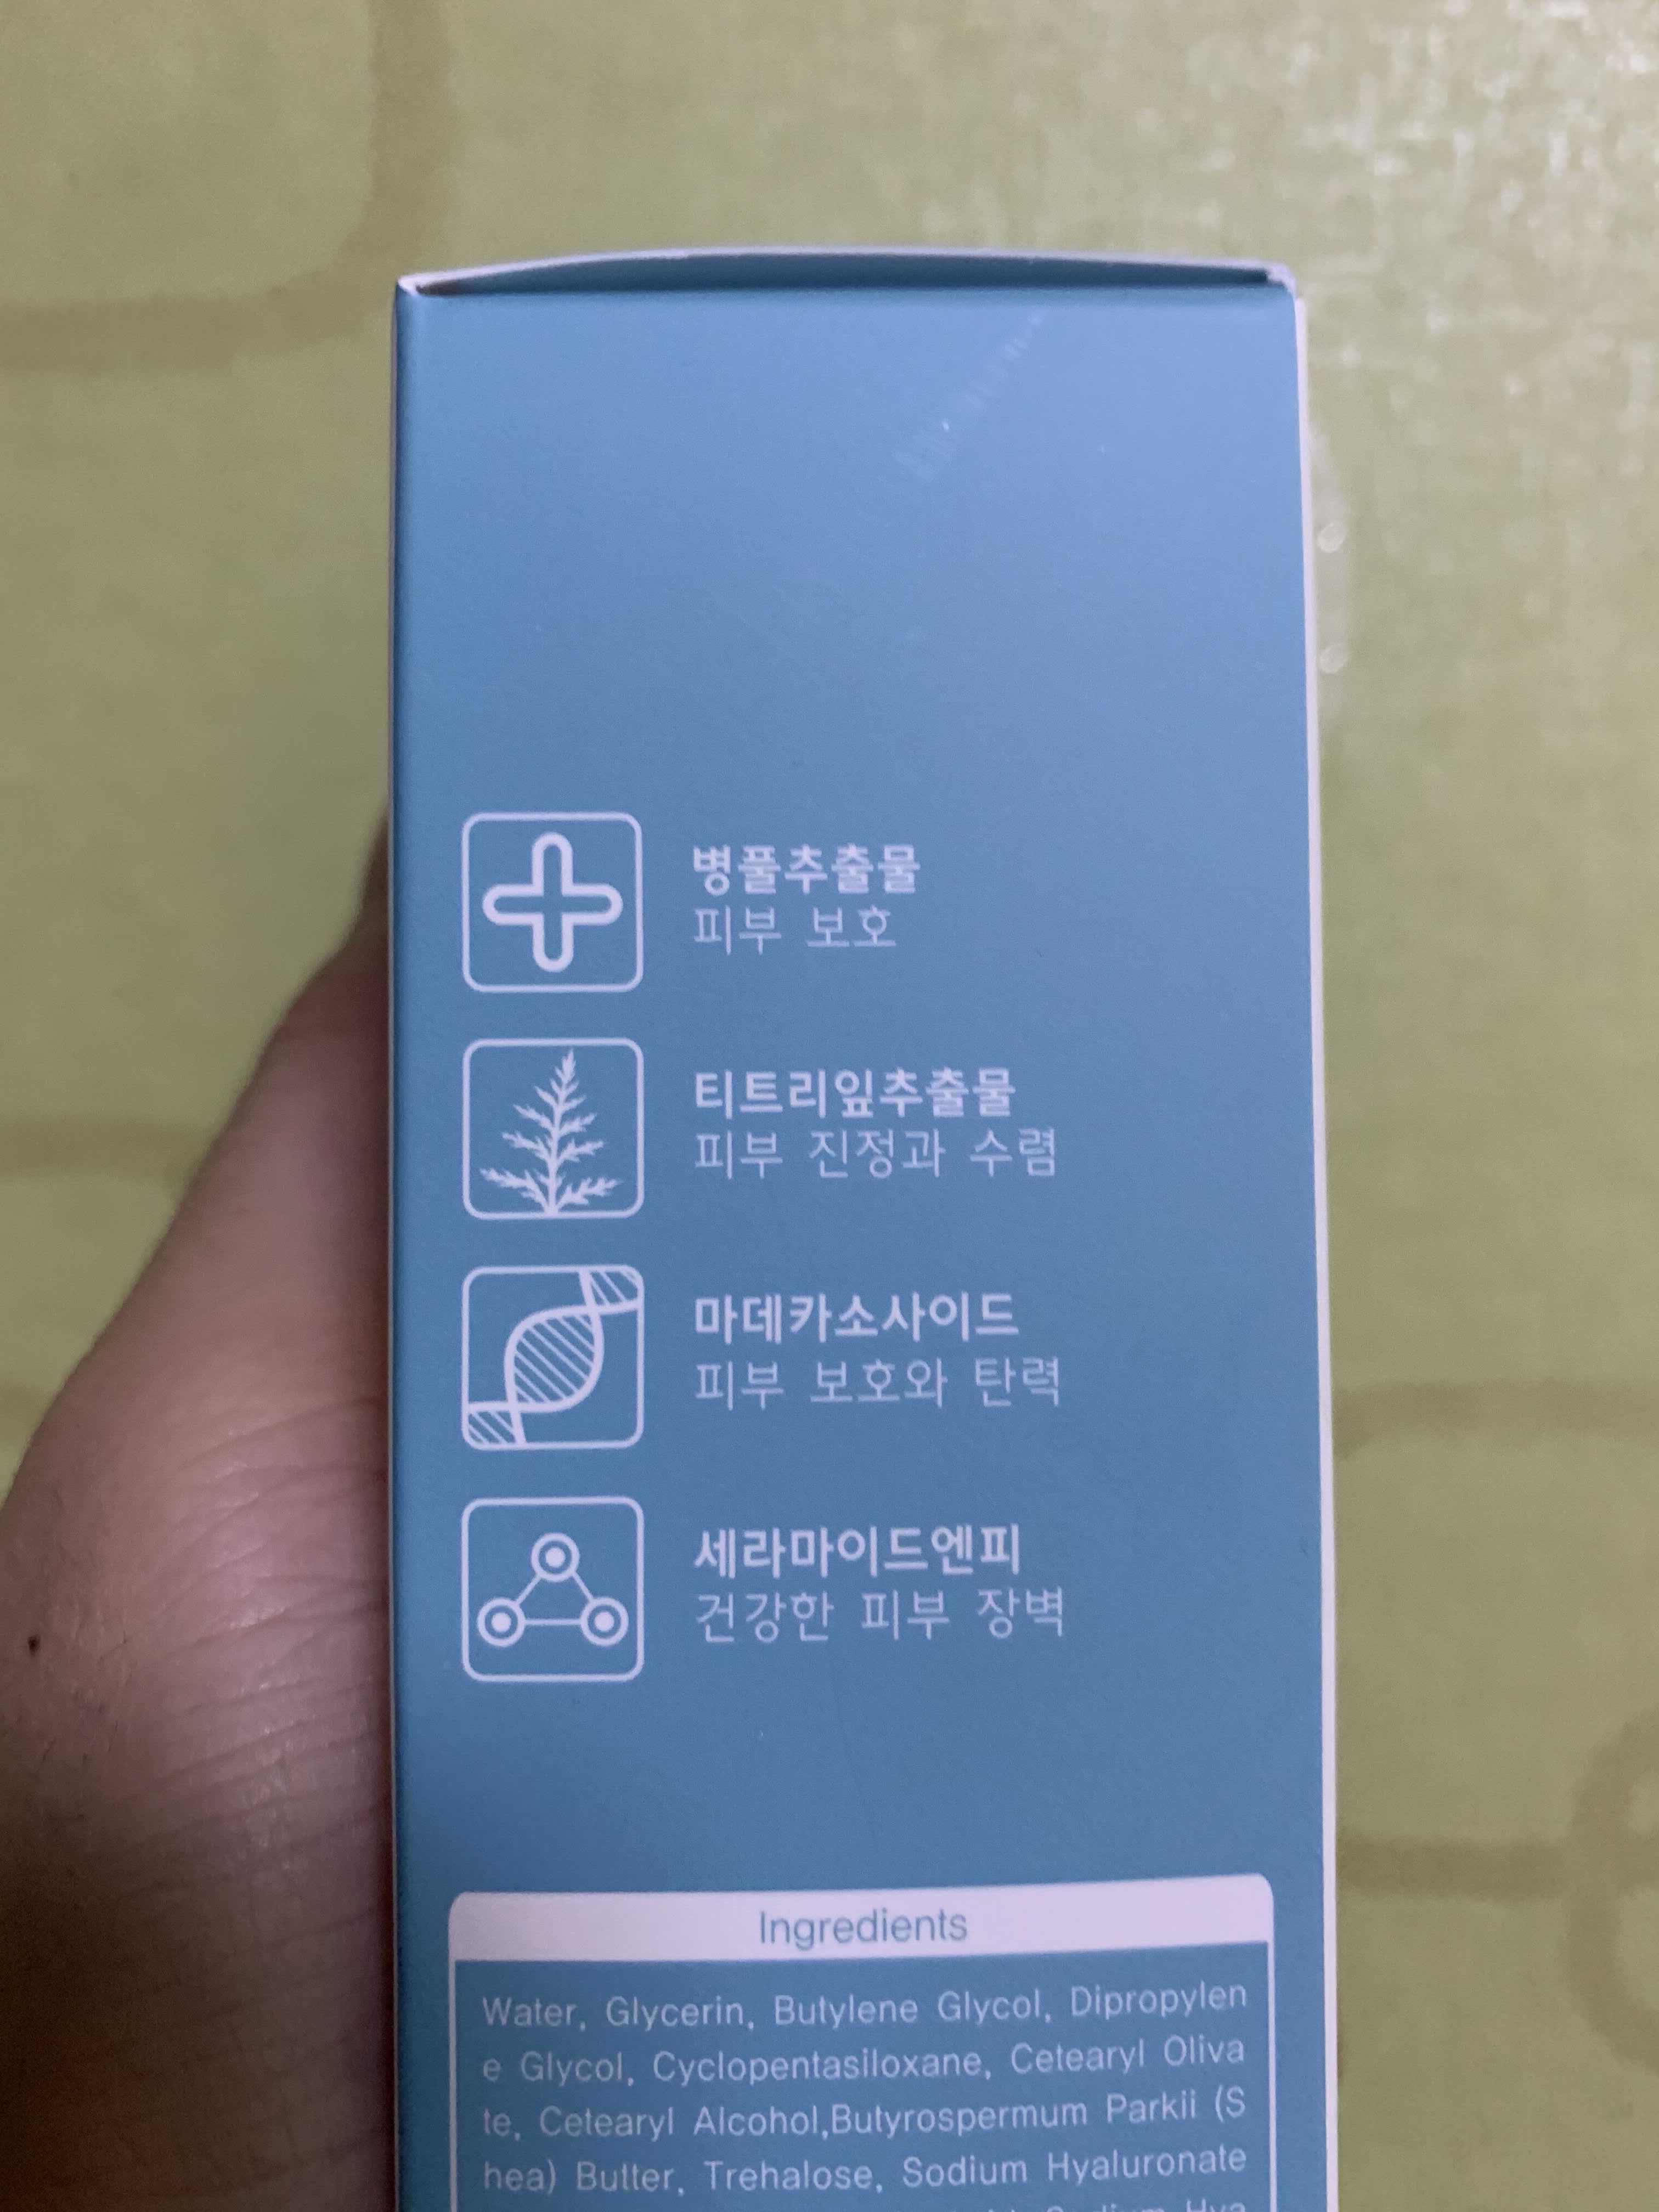 병풀추출물
피부 보호
티트리잎추출물
피부 진정과 수렴
마데카소사이드
피부 보호와 탄력
세라마이드엔피
건강한 피부 장벽
Ingredients
Water, Glycerin, Butylene Glycol, Dipropylen
e Glycol, Cyclopentasiloxane, Cetearyl Oliva
te, Cetearyl Alcohol,Butyrospermum Parkii (S
hea) Butter, Trehalose, Sodium Hyaluronate